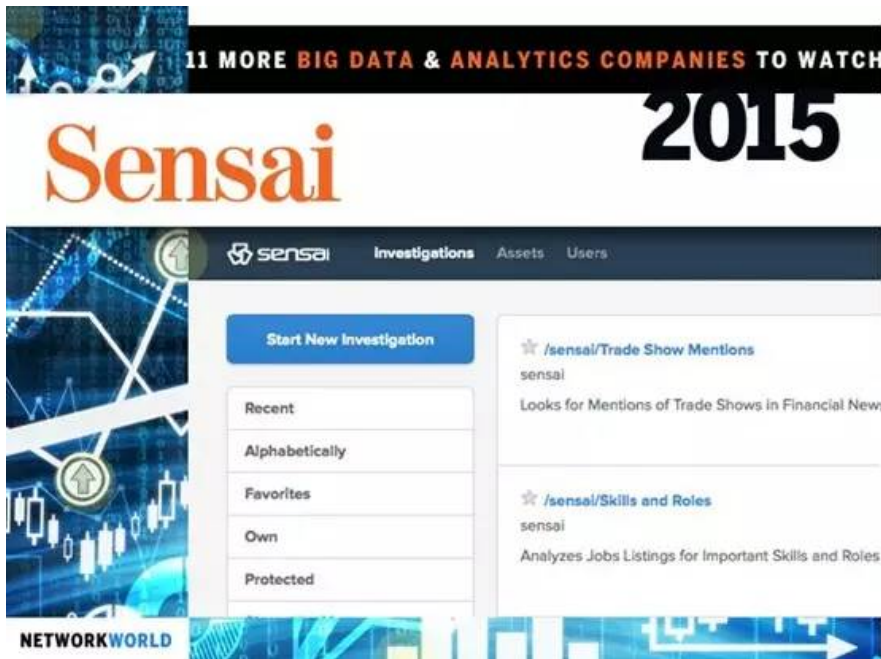 11 MORE BIG DATA & ANALYTICS COMPANIES TO WATCH
2015
Sensai
sensai Investigations Assets Users
Start New Investigation
Recent
Alphabetically
Favorites
Own
Protected
/sensai/Trade Show Mentions
sensai
Looks for Mentions of Trade Shows in Financial News
/sensai/Skills and Roles
sensai
Analyzes Jobs Listings for Important Skills and Roles
NETWORKWORLD